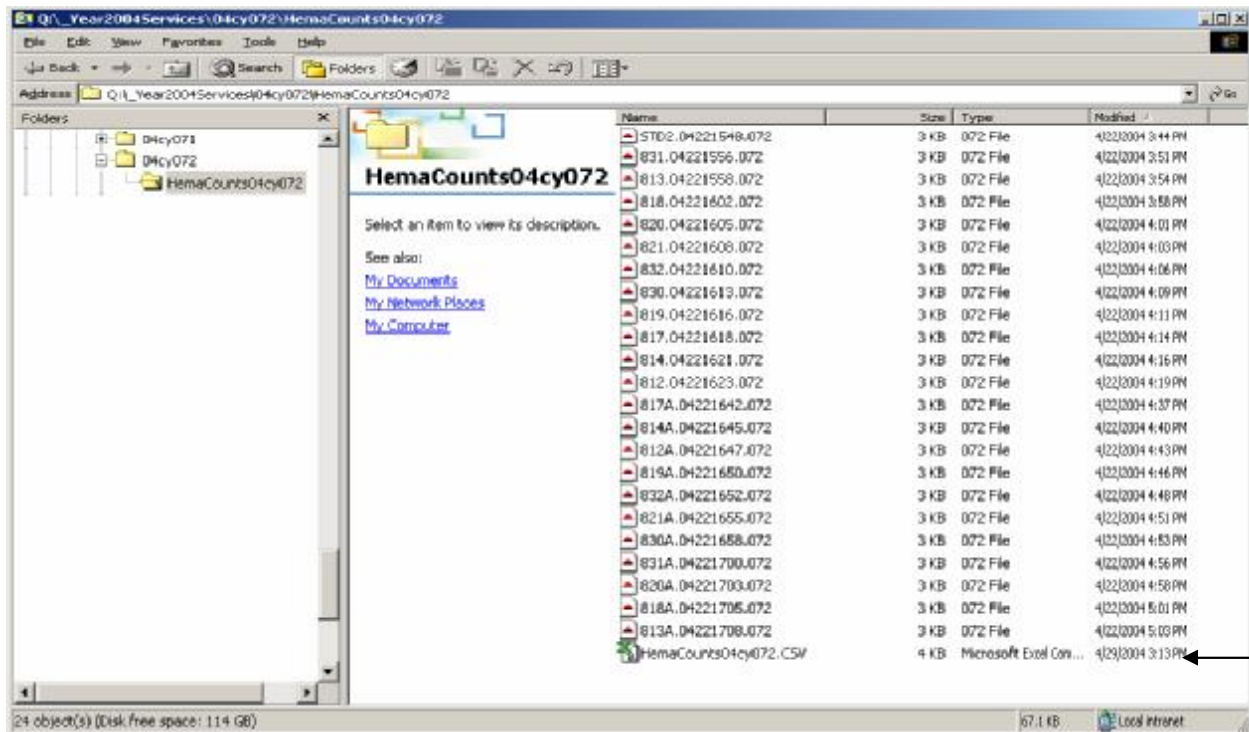 Q:\_Year2004Services\04cy072\HemaCounts04cy072
File Edit View Favorites Tools Help
Back Search Folders
Address Q:\_Year2004Services\04cy072\HemaCounts04cy072 Go
Folders
04cy071
04cy072
HemaCounts04cy072
HemaCounts04cy072
Select an item to view its description.
See also:
My Documents
My Network Places
My Computer
Name Size Type Modified
STD2.04221548.072 3 KB 072 File 4/22/2004 3:44 PM
831.04221556.072 3 KB 072 File 4/22/2004 3:51 PM
813.04221558.072 3 KB 072 File 4/22/2004 3:54 PM
818.04221602.072 3 KB 072 File 4/22/2004 3:58 PM
820.04221605.072 3 KB 072 File 4/22/2004 4:01 PM
821.04221608.072 3 KB 072 File 4/22/2004 4:03 PM
832.04221610.072 3 KB 072 File 4/22/2004 4:06 PM
830.04221613.072 3 KB 072 File 4/22/2004 4:09 PM
819.04221616.072 3 KB 072 File 4/22/2004 4:11 PM
817.04221618.072 3 KB 072 File 4/22/2004 4:14 PM
814.04221621.072 3 KB 072 File 4/22/2004 4:16 PM
812.04221623.072 3 KB 072 File 4/22/2004 4:19 PM
817A.04221642.072 3 KB 072 File 4/22/2004 4:37 PM
814A.04221645.072 3 KB 072 File 4/22/2004 4:40 PM
812A.04221647.072 3 KB 072 File 4/22/2004 4:43 PM
819A.04221650.072 3 KB 072 File 4/22/2004 4:46 PM
832A.04221652.072 3 KB 072 File 4/22/2004 4:48 PM
821A.04221655.072 3 KB 072 File 4/22/2004 4:51 PM
830A.04221658.072 3 KB 072 File 4/22/2004 4:53 PM
831A.04221700.072 3 KB 072 File 4/22/2004 4:56 PM
820A.04221703.072 3 KB 072 File 4/22/2004 4:58 PM
818A.04221705.072 3 KB 072 File 4/22/2004 5:01 PM
813A.04221708.072 3 KB 072 File 4/22/2004 5:03 PM
HemaCounts04cy072.CSV 4 KB Microsoft Excel Com... 4/29/2004 3:13 PM
24 object(s) (Disk free space: 114 GB) 67.1 KB Local intranet